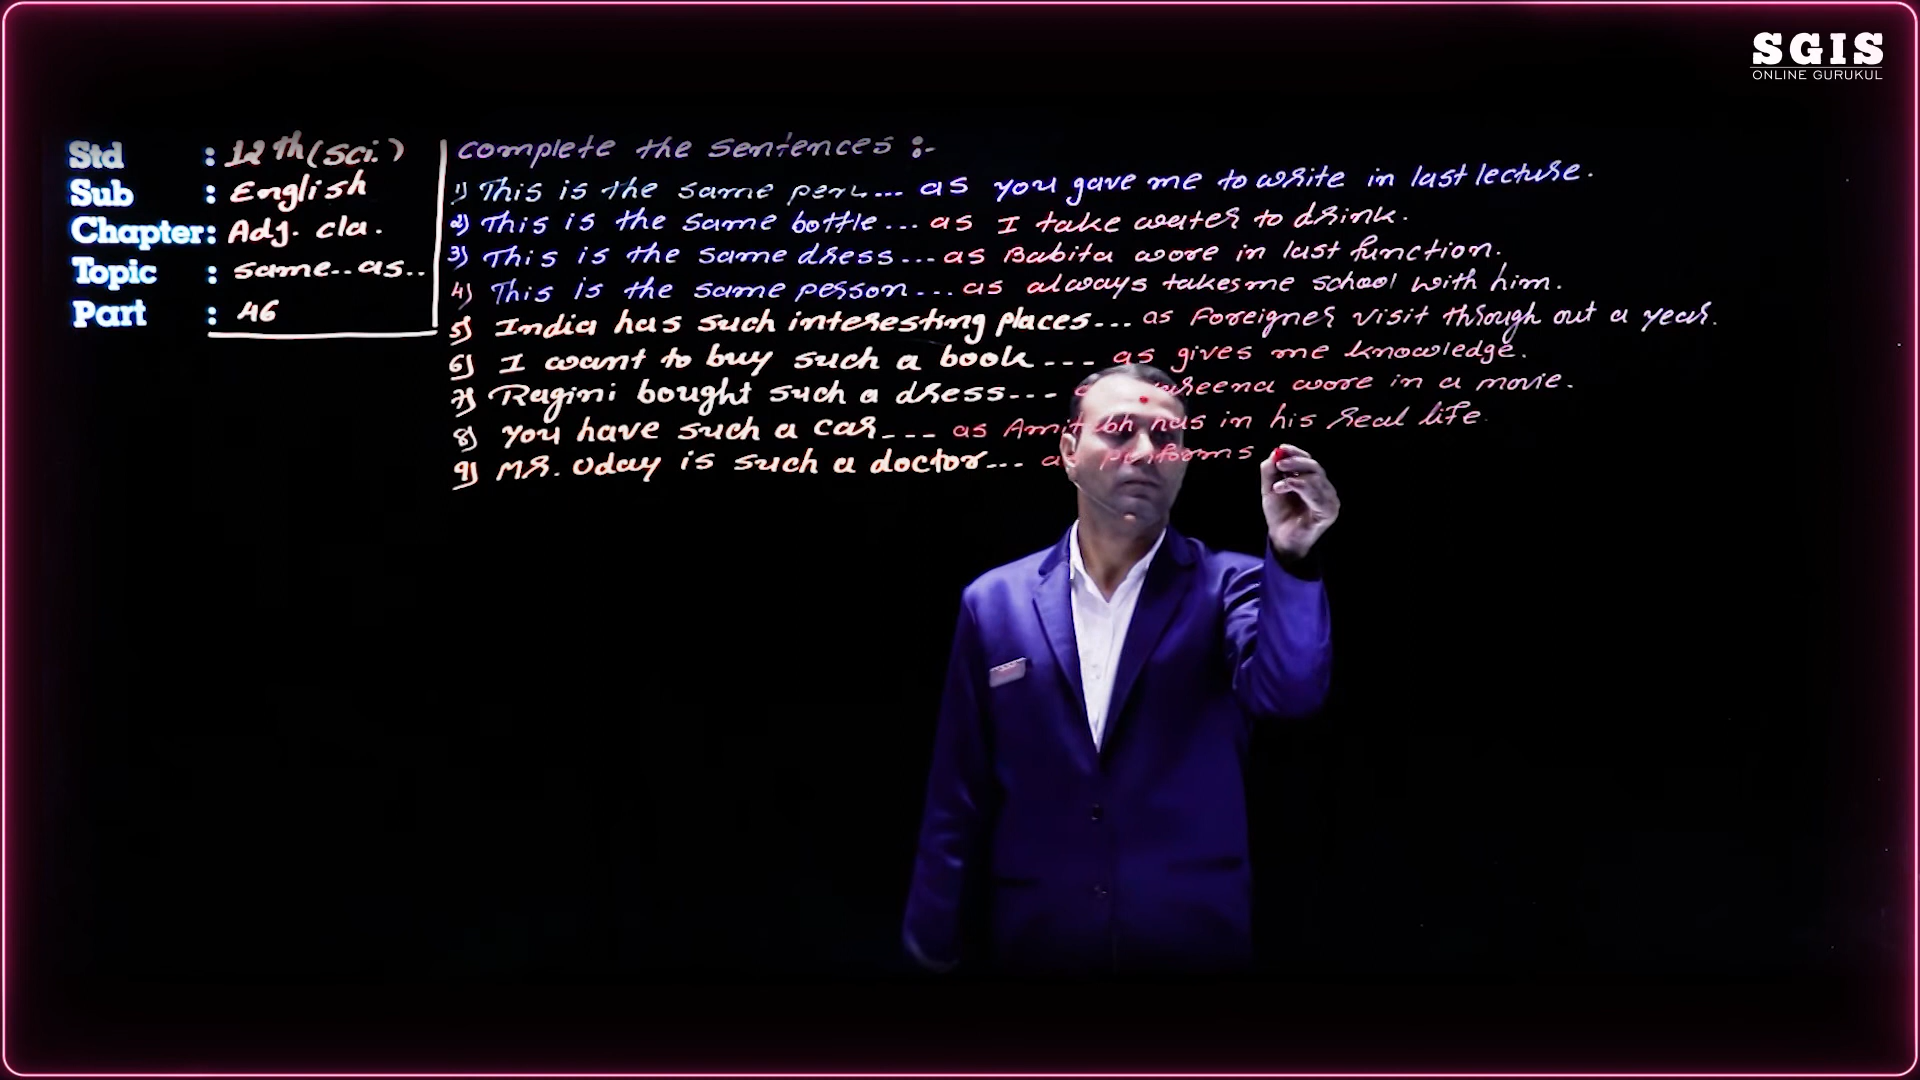 SGIS
ONLINE GURUKUL
Std : 12th (sci.)
Sub : English
Chapter: Adj. cla.
Topic : same..as..
Part : 46
complete the sentences :-
1) This is the same pen... as you gave me to write in last lecture.
2) This is the same bottle... as I take water to drink.
3) This is the same dress... as Babita wore in last function.
4) This is the same person... as always takes me school with him.
5) India has such interesting places... as Foreigner visit through out a year.
6) I want to buy such a book --- as gives me knowledge.
7) Ragini bought such a dress--- wore in a movie.
8) You have such a car--- as Amitabh has in his real life.
9) MR. Uday is such a doctor... as performs